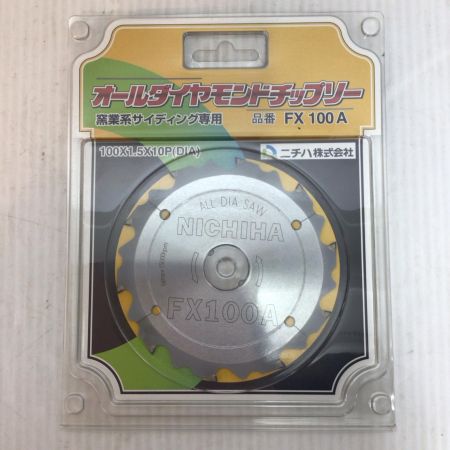 オールダイヤモンドチップソー
窯業系サイディング専用 品番 FX 100 A
100X1.5X10P(DIA)
ニチハ株式会社
ALL DIA SAW
NICHIHA
FX100A